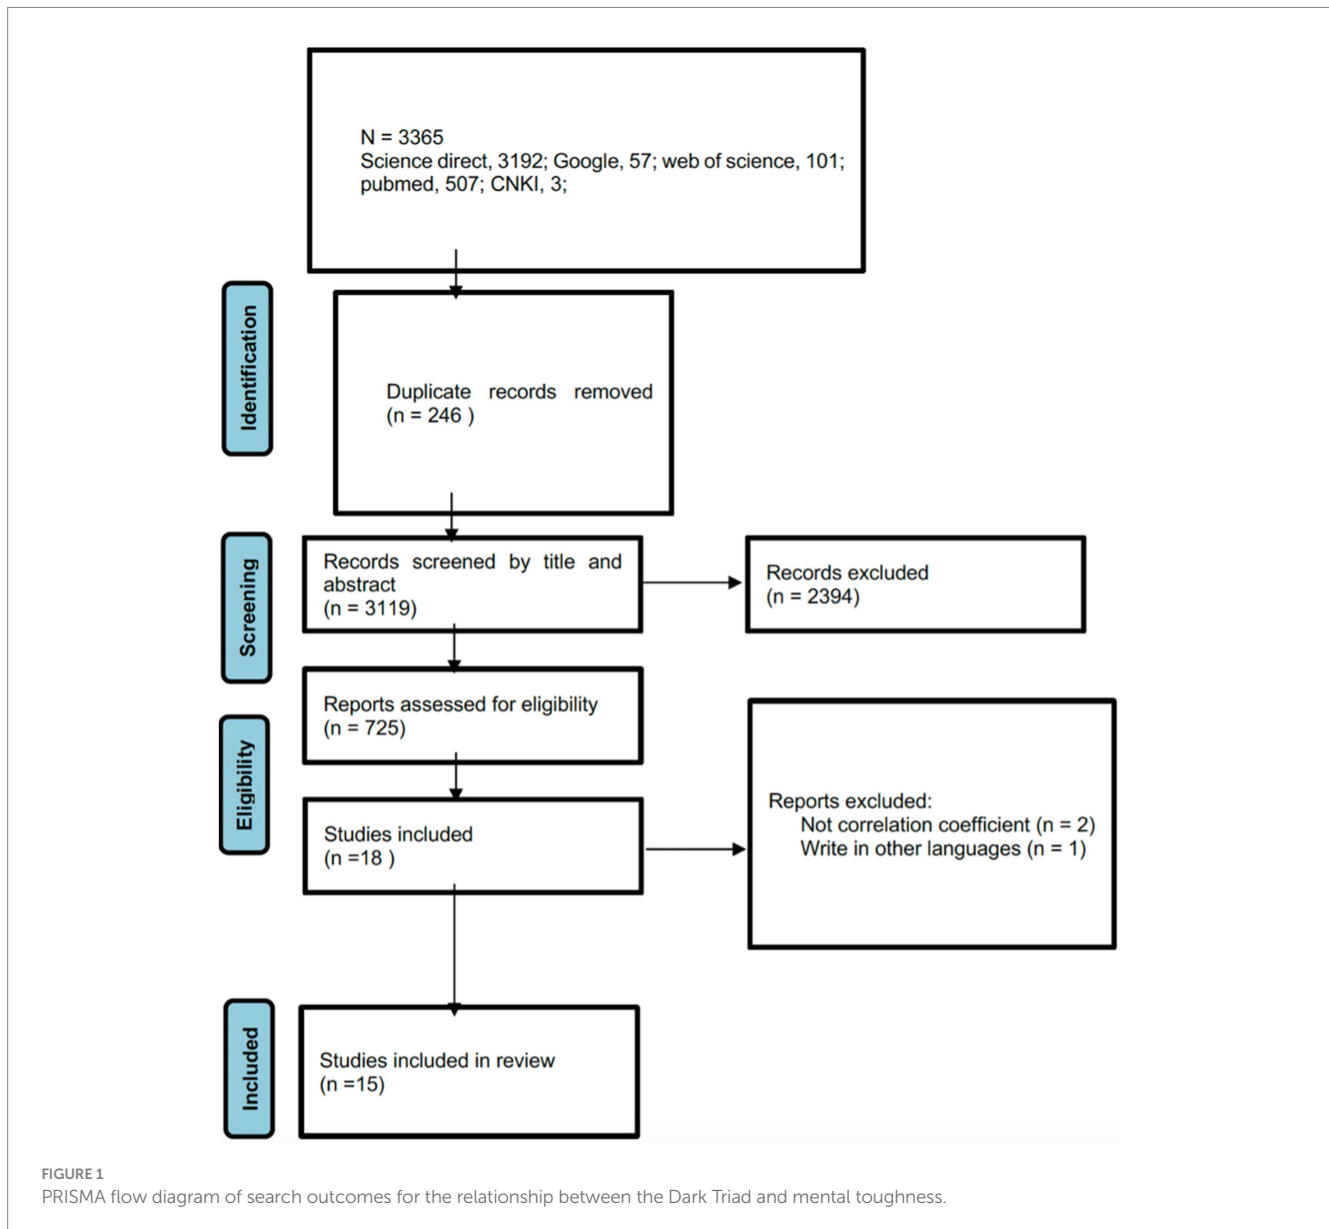 N = 3365
Science direct, 3192; Google, 57; web of science, 101;
pubmed, 507; CNKI, 3;
Identification
Duplicate records removed
(n = 246 )
Screening
Records screened by title and
abstract
(n = 3119)
Records excluded
(n = 2394)
Reports assessed for eligibility
(n = 725)
Eligibility
Studies included
(n =18 )
Reports excluded:
Not correlation coefficient (n = 2)
Write in other languages (n = 1)
Included
Studies included in review
(n =15)
FIGURE 1
PRISMA flow diagram of search outcomes for the relationship between the Dark Triad and mental toughness.